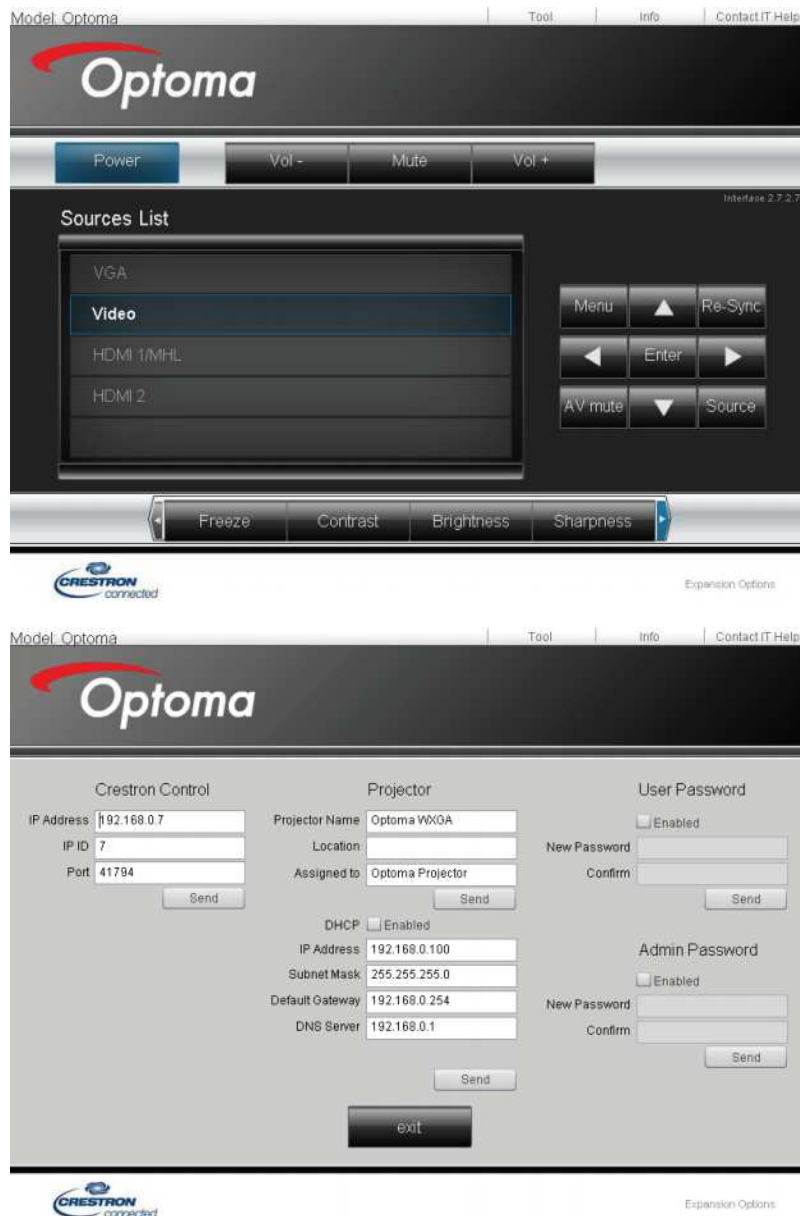 Model: Optoma
Tool
Info
Contact IT Help
Optoma
Power
Vol -
Mute
Vol +
Interface 2.7.2.7
Sources List
VGA
Video
HDMI 1/MHL
HDMI 2
Menu
Re-Sync
Enter
AV mute
Source
Freeze
Contrast
Brightness
Sharpness
CRESTRON
connected
Expansion Options
Model: Optoma
Tool
Info
Contact IT Help
Optoma
Crestron Control
IP Address 192.168.0.7
IP ID 7
Port 41794
Send
Projector
Projector Name Optoma WXGA
Location
Assigned to Optoma Projector
Send
DHCP Enabled
IP Address 192.168.0.100
Subnet Mask 255.255.255.0
Default Gateway 192.168.0.254
DNS Server 192.168.0.1
Send
User Password
Enabled
New Password
Confirm
Send
Admin Password
Enabled
New Password
Confirm
Send
exit
CRESTRON
connected
Expansion Options